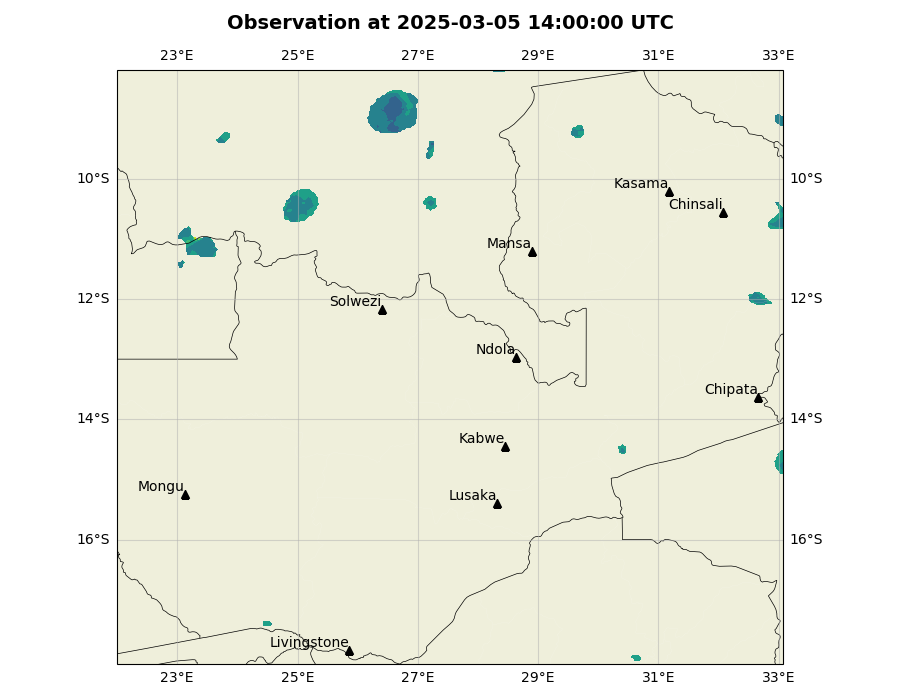 Observation at 2025-03-05 14:00:00 UTC
23°E 25°E 27°E 29°E 31°E 33°E
10°S 10°S
Kasama
Chinsali
Mansa
12°S 12°S
Solwezi
Ndola
Chipata
14°S 14°S
Kabwe
Mongu
Lusaka
16°S 16°S
Livingstone
23°E 25°E 27°E 29°E 31°E 33°E